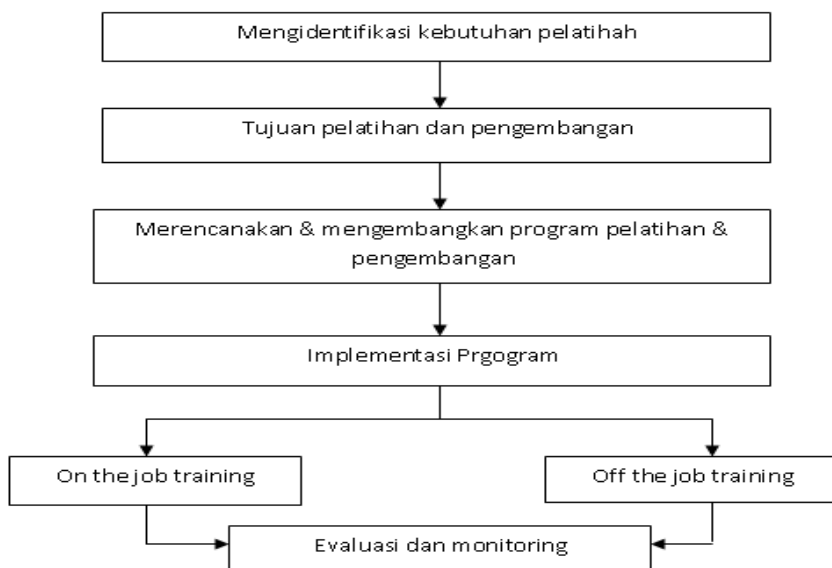 Mengidentifikasi kebutuhan pelatihah
Tujuan pelatihan dan pengembangan
Merencanakan & mengembangkan program pelatihan &
pengembangan
Implementasi Prgogram
On the job training
Off the job training
Evaluasi dan monitoring